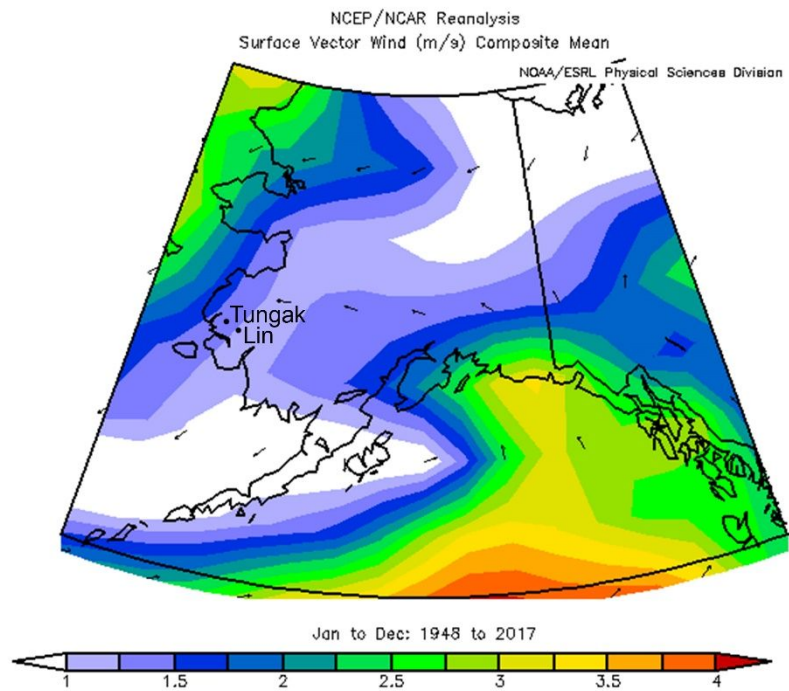 NCEP/NCAR Reanalysis
Surface Vector Wind (m/s) Composite Mean
NOAA/ESRL Physical Sciences Division
Tungak
Lin
Jan to Dec: 1948 to 2017
1 1.5 2 2.5 3 3.5 4